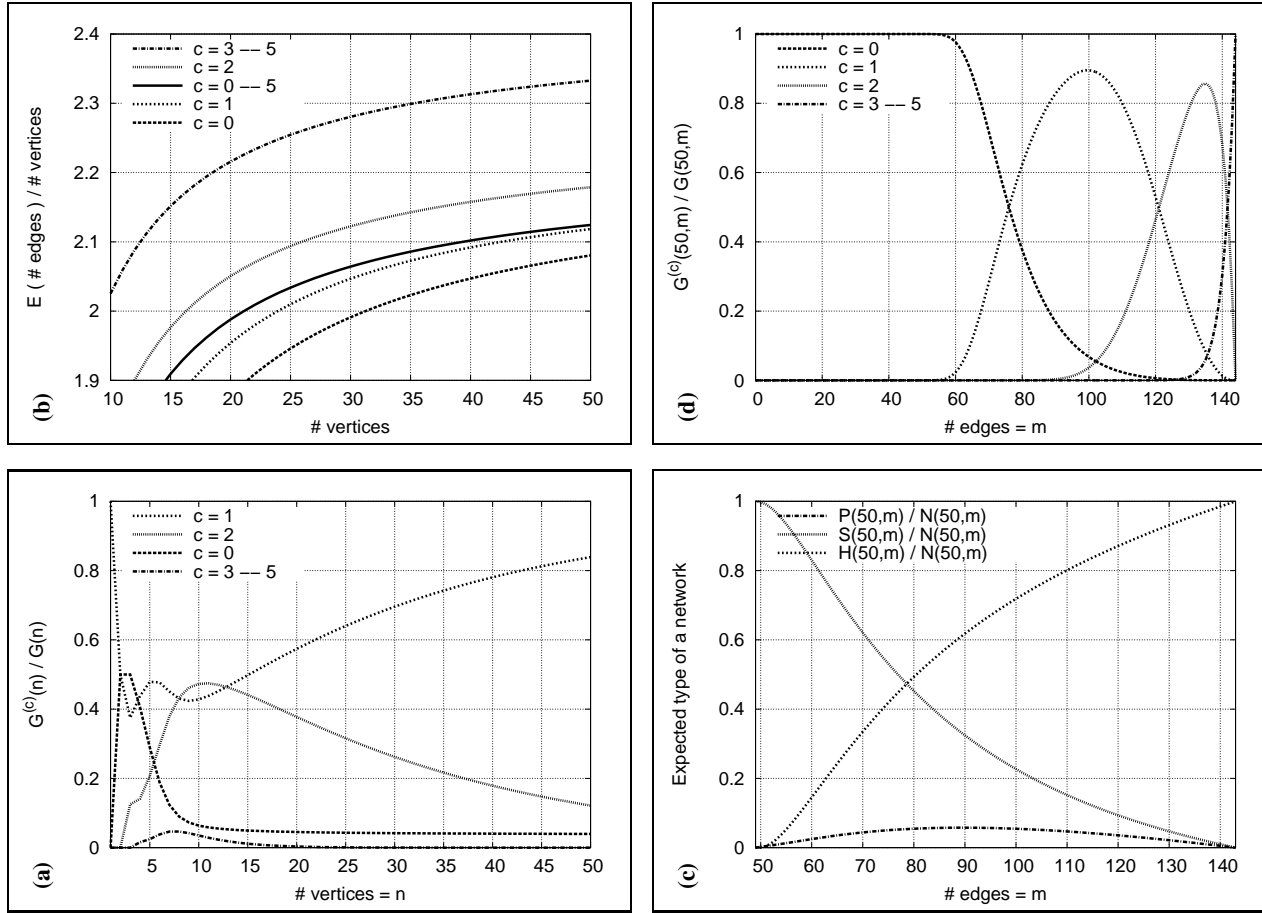 2.4
2.3
2.2
2.1
2
1.9
10 15 20 25 30 35 40 45 50
E ( # edges ) / # vertices
# vertices
c = 3 −− 5
c = 2
c = 0 −− 5
c = 1
c = 0
(b)
1
0.8
0.6
0.4
0.2
0
0 20 40 60 80 100 120 140
G(c)(50,m) / G(50,m)
# edges = m
c = 0
c = 1
c = 2
c = 3 −− 5
(d)
1
0.8
0.6
0.4
0.2
0
5 10 15 20 25 30 35 40 45 50
G(c)(n) / G(n)
# vertices = n
c = 1
c = 2
c = 0
c = 3 −− 5
(a)
1
0.8
0.6
0.4
0.2
0
50 60 70 80 90 100 110 120 130 140
Expected type of a network
# edges = m
P(50,m) / N(50,m)
S(50,m) / N(50,m)
H(50,m) / N(50,m)
(c)